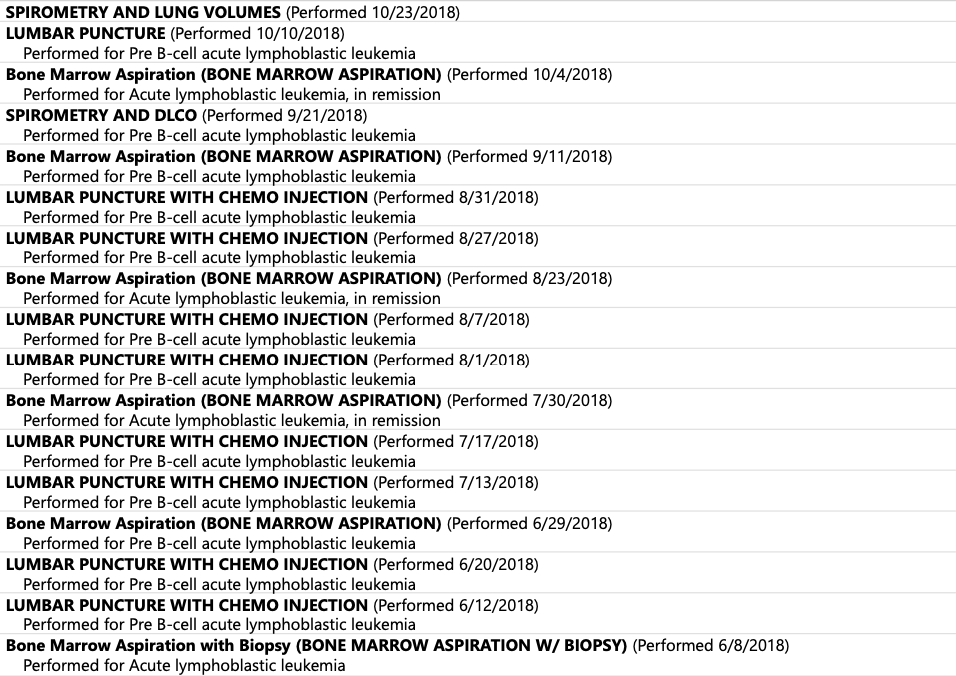 SPIROMETRY AND LUNG VOLUMES (Performed 10/23/2018)
LUMBAR PUNCTURE (Performed 10/10/2018)
Performed for Pre B-cell acute lymphoblastic leukemia
Bone Marrow Aspiration (BONE MARROW ASPIRATION) (Performed 10/4/2018)
Performed for Acute lymphoblastic leukemia, in remission
SPIROMETRY AND DLCO (Performed 9/21/2018)
Performed for Pre B-cell acute lymphoblastic leukemia
Bone Marrow Aspiration (BONE MARROW ASPIRATION) (Performed 9/11/2018)
Performed for Pre B-cell acute lymphoblastic leukemia
LUMBAR PUNCTURE WITH CHEMO INJECTION (Performed 8/31/2018)
Performed for Pre B-cell acute lymphoblastic leukemia
LUMBAR PUNCTURE WITH CHEMO INJECTION (Performed 8/27/2018)
Performed for Pre B-cell acute lymphoblastic leukemia
Bone Marrow Aspiration (BONE MARROW ASPIRATION) (Performed 8/23/2018)
Performed for Acute lymphoblastic leukemia, in remission
LUMBAR PUNCTURE WITH CHEMO INJECTION (Performed 8/7/2018)
Performed for Pre B-cell acute lymphoblastic leukemia
LUMBAR PUNCTURE WITH CHEMO INJECTION (Performed 8/1/2018)
Performed for Pre B-cell acute lymphoblastic leukemia
Bone Marrow Aspiration (BONE MARROW ASPIRATION) (Performed 7/30/2018)
Performed for Acute lymphoblastic leukemia, in remission
LUMBAR PUNCTURE WITH CHEMO INJECTION (Performed 7/17/2018)
Performed for Pre B-cell acute lymphoblastic leukemia
LUMBAR PUNCTURE WITH CHEMO INJECTION (Performed 7/13/2018)
Performed for Pre B-cell acute lymphoblastic leukemia
Bone Marrow Aspiration (BONE MARROW ASPIRATION) (Performed 6/29/2018)
Performed for Pre B-cell acute lymphoblastic leukemia
LUMBAR PUNCTURE WITH CHEMO INJECTION (Performed 6/20/2018)
Performed for Pre B-cell acute lymphoblastic leukemia
LUMBAR PUNCTURE WITH CHEMO INJECTION (Performed 6/12/2018)
Performed for Pre B-cell acute lymphoblastic leukemia
Bone Marrow Aspiration with Biopsy (BONE MARROW ASPIRATION W/ BIOPSY) (Performed 6/8/2018)
Performed for Acute lymphoblastic leukemia